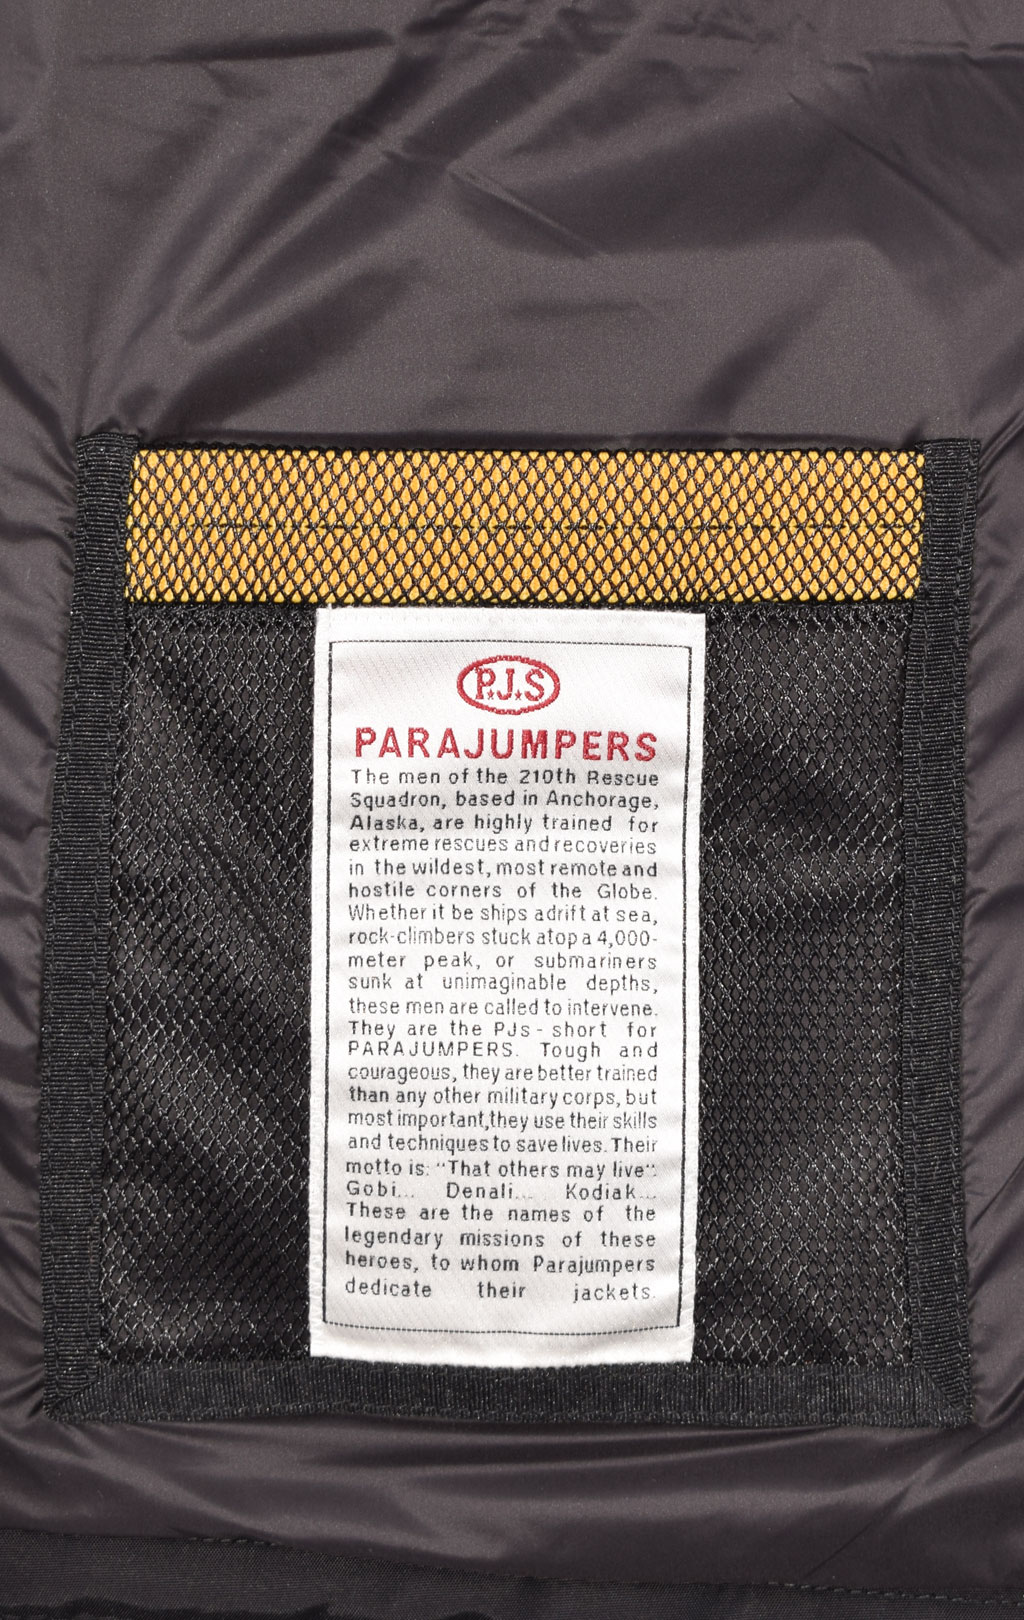 P.J.S
PARAJUMPERS
The men of the 210th Rescue
Squadron, based in Anchorage,
Alaska, are highly trained for
extreme rescues and recoveries
in the wildest, most remote and
hostile corners of the Globe.
Whether it be ships adrift at sea,
rock-climbers stuck atop a 4,000-
meter peak, or submariners
sunk at unimaginable depths,
these men are called to intervene.
They are the PJs - short for
PARAJUMPERS. Tough and
courageous, they are better trained
than any other military corps, but
most important,they use their skills
and techniques to save lives. Their
motto is: "That others may live".
Gobi... Denali... Kodiak...
These are the names of the
legendary missions of these
heroes, to whom Parajumpers
dedicate their jackets.